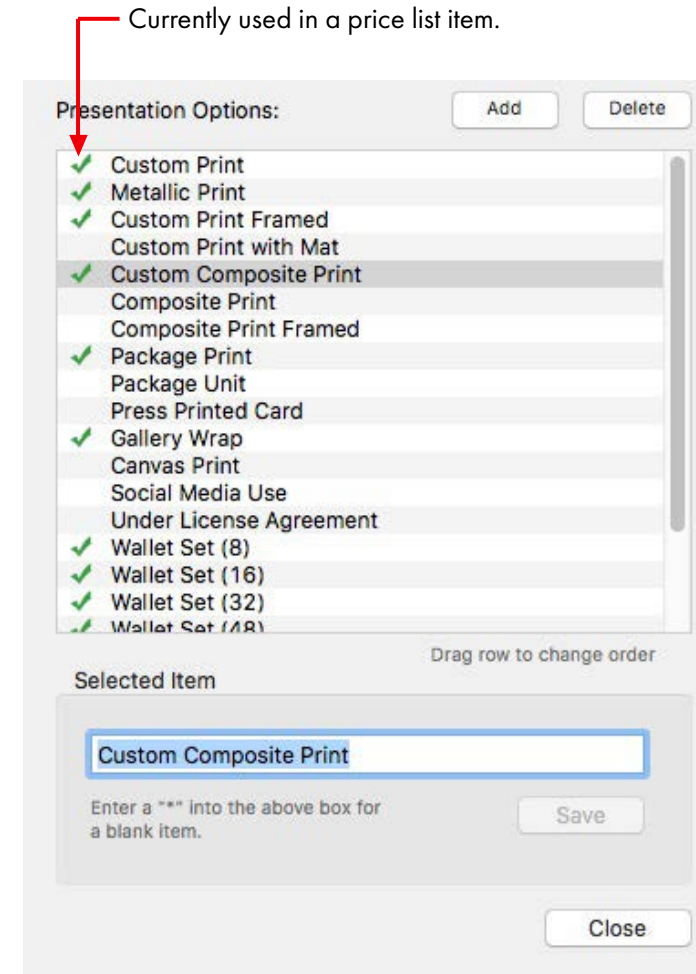 Currently used in a price list item.
Presentation Options:
Add
Delete
Custom Print
Metallic Print
Custom Print Framed
Custom Print with Mat
Custom Composite Print
Composite Print
Composite Print Framed
Package Print
Package Unit
Press Printed Card
Gallery Wrap
Canvas Print
Social Media Use
Under License Agreement
Wallet Set (8)
Wallet Set (16)
Wallet Set (32)
Wallet Set (48)
Drag row to change order
Selected Item
Custom Composite Print
Enter a "*" into the above box for
a blank item.
Save
Close